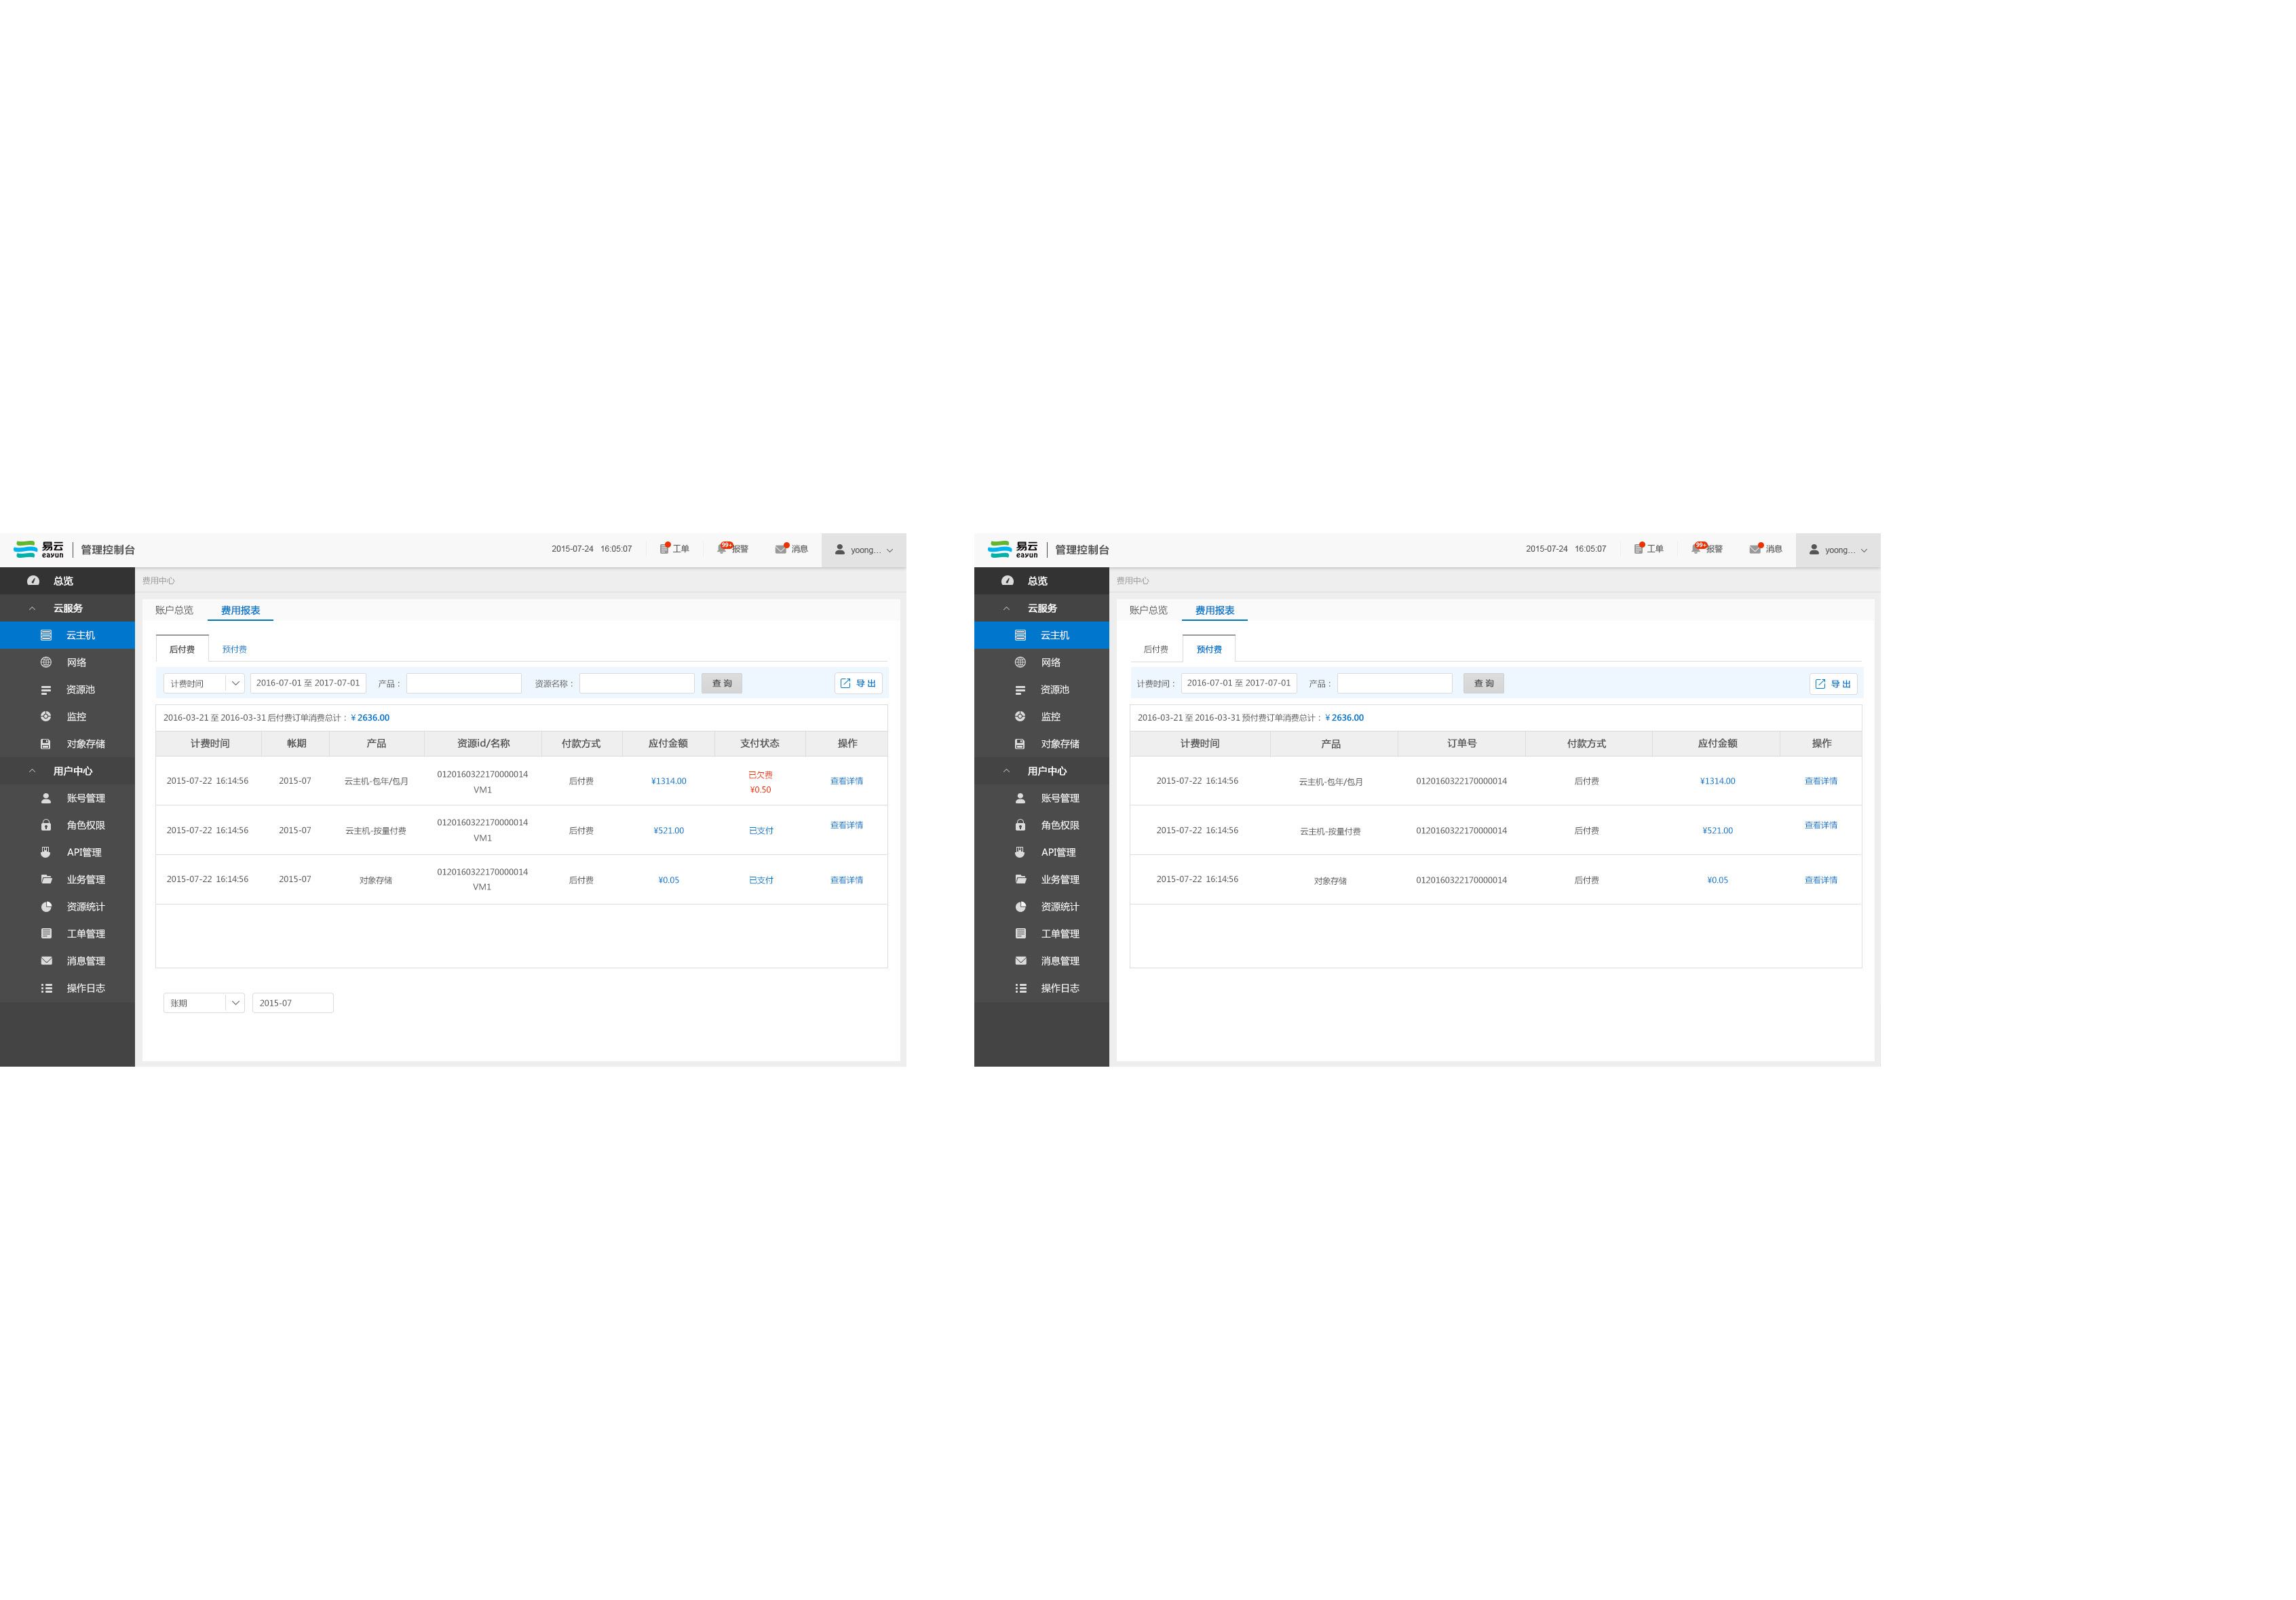 易云 eayun 管理控制台 2015-07-24 16:05:07 工单 99+ 报警 消息 yoong...
总览
云服务
云主机
网络
资源池
监控
对象存储
用户中心
账号管理
角色权限
API管理
业务管理
资源统计
工单管理
消息管理
操作日志
费用中心
账户总览 费用报表
后付费 预付费
计费时间 2016-07-01 至 2017-07-01 产品： 资源名称： 查 询 导 出
2016-03-21 至 2016-03-31 后付费订单消费总计： ¥ 2636.00
计费时间 帐期 产品 资源id/名称 付款方式 应付金额 支付状态 操作
2015-07-22 16:14:56 2015-07 云主机-包年/包月 0120160322170000014 VM1 后付费 ¥1314.00 已欠费 ¥0.50 查看详情
2015-07-22 16:14:56 2015-07 云主机-按量付费 0120160322170000014 VM1 后付费 ¥521.00 已支付 查看详情
2015-07-22 16:14:56 2015-07 对象存储 0120160322170000014 VM1 后付费 ¥0.05 已支付 查看详情
账期 2015-07
易云 eayun 管理控制台 2015-07-24 16:05:07 工单 99+ 报警 消息 yoong...
总览
云服务
云主机
网络
资源池
监控
对象存储
用户中心
账号管理
角色权限
API管理
业务管理
资源统计
工单管理
消息管理
操作日志
费用中心
账户总览 费用报表
后付费 预付费
计费时间： 2016-07-01 至 2017-07-01 产品： 查 询 导 出
2016-03-21 至 2016-03-31 预付费订单消费总计： ¥ 2636.00
计费时间 产品 订单号 付款方式 应付金额 操作
2015-07-22 16:14:56 云主机-包年/包月 0120160322170000014 后付费 ¥1314.00 查看详情
2015-07-22 16:14:56 云主机-按量付费 0120160322170000014 后付费 ¥521.00 查看详情
2015-07-22 16:14:56 对象存储 0120160322170000014 后付费 ¥0.05 查看详情